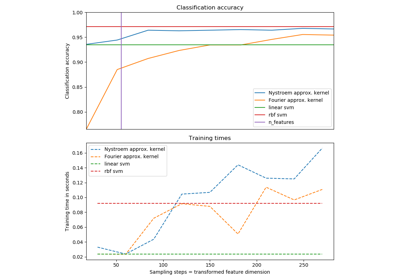 Classification accuracy
1.00
0.95
0.90
0.85
0.80
Classification accuracy
Nystroem approx. kernel
Fourier approx. kernel
linear svm
rbf svm
n_features
Training times
0.16
0.14
0.12
0.10
0.08
0.06
0.04
0.02
Training time in seconds
Nystroem approx. kernel
Fourier approx. kernel
linear svm
rbf svm
50
100
150
200
250
Sampling steps = transformed feature dimension